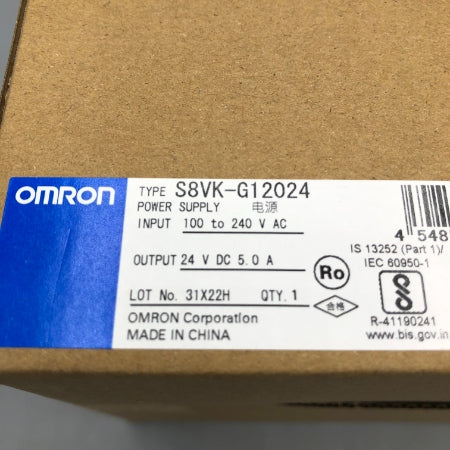 OMRON
TYPE S8VK-G12024
POWER SUPPLY 电源
INPUT 100 to 240 V AC
OUTPUT 24 V DC 5.0 A
LOT No. 31X22H QTY. 1
OMRON Corporation
MADE IN CHINA
Ro
合格
4 548
IS 13252 (Part 1)/
IEC 60950-1
R-41190241
www.bis.gov.in